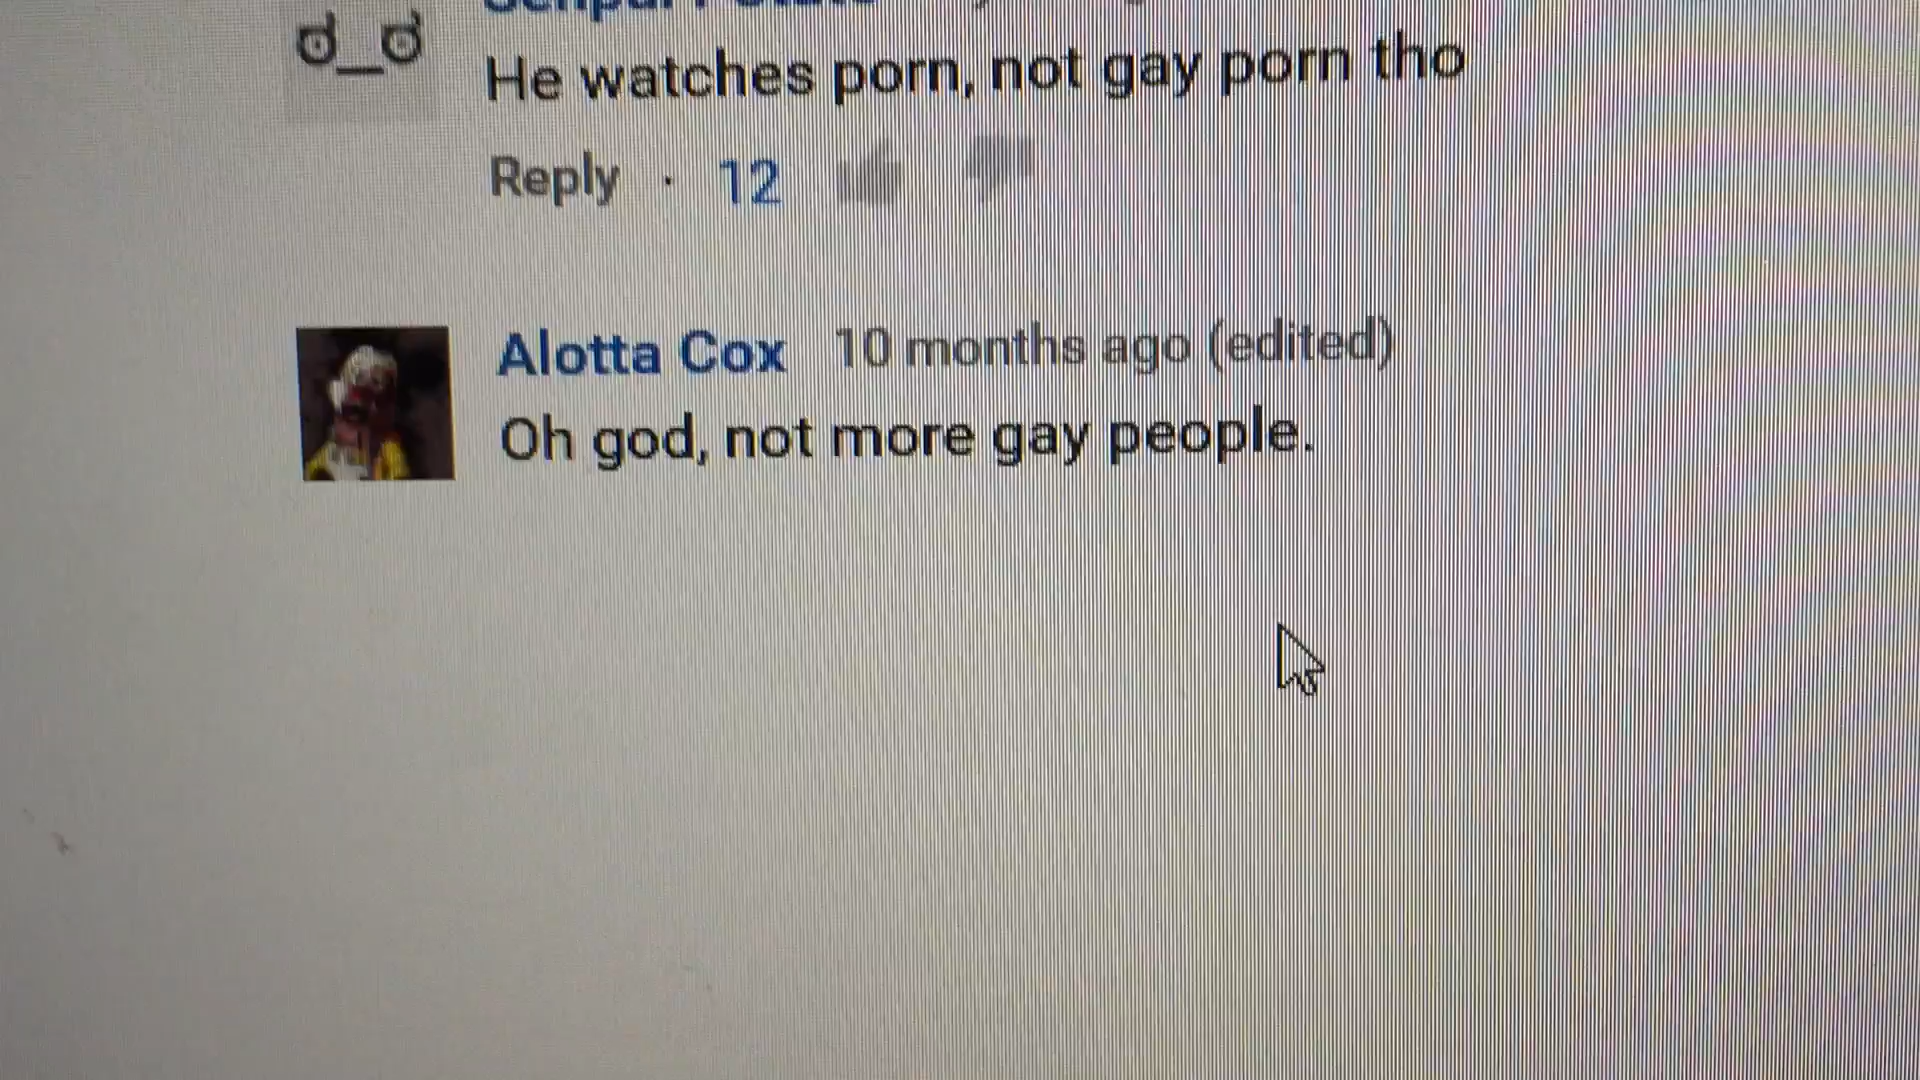 ಠ_ಠ
He watches porn, not gay porn tho
Reply · 12
Alotta Cox 10 months ago (edited)
Oh god, not more gay people.